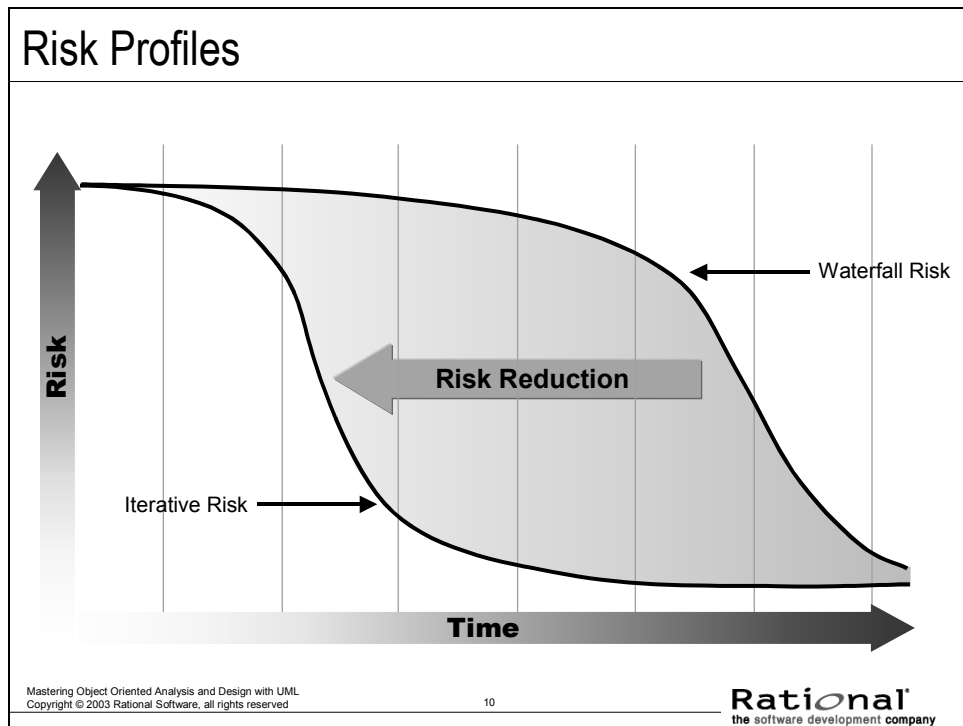 Risk Profiles
Waterfall Risk
Risk
Risk Reduction
Iterative Risk
Time
Mastering Object Oriented Analysis and Design with UML
Copyright © 2003 Rational Software, all rights reserved
10
Rational
the software development company